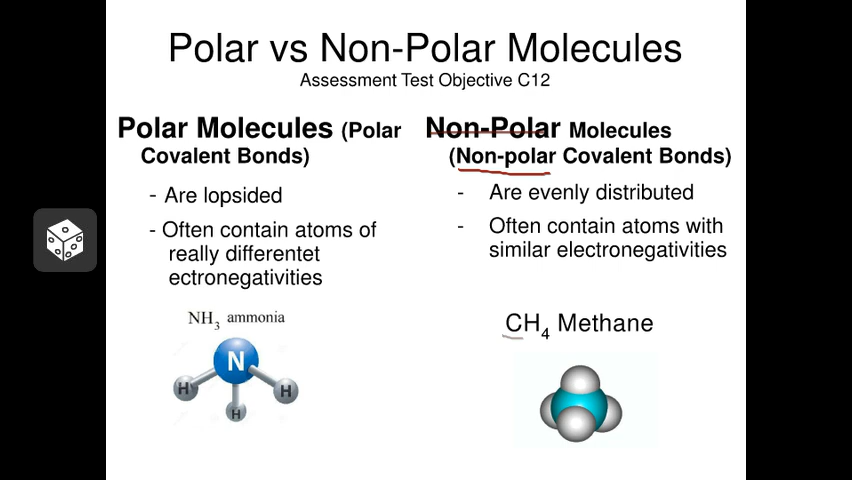 Polar vs Non-Polar Molecules
Assessment Test Objective C12
Polar Molecules (Polar
Covalent Bonds)
- Are lopsided
- Often contain atoms of
really differentet
ectronegativities
NH3 ammonia
N
H
H
H
Non-Polar Molecules
(Non-polar Covalent Bonds)
- Are evenly distributed
- Often contain atoms with
similar electronegativities
CH4 Methane